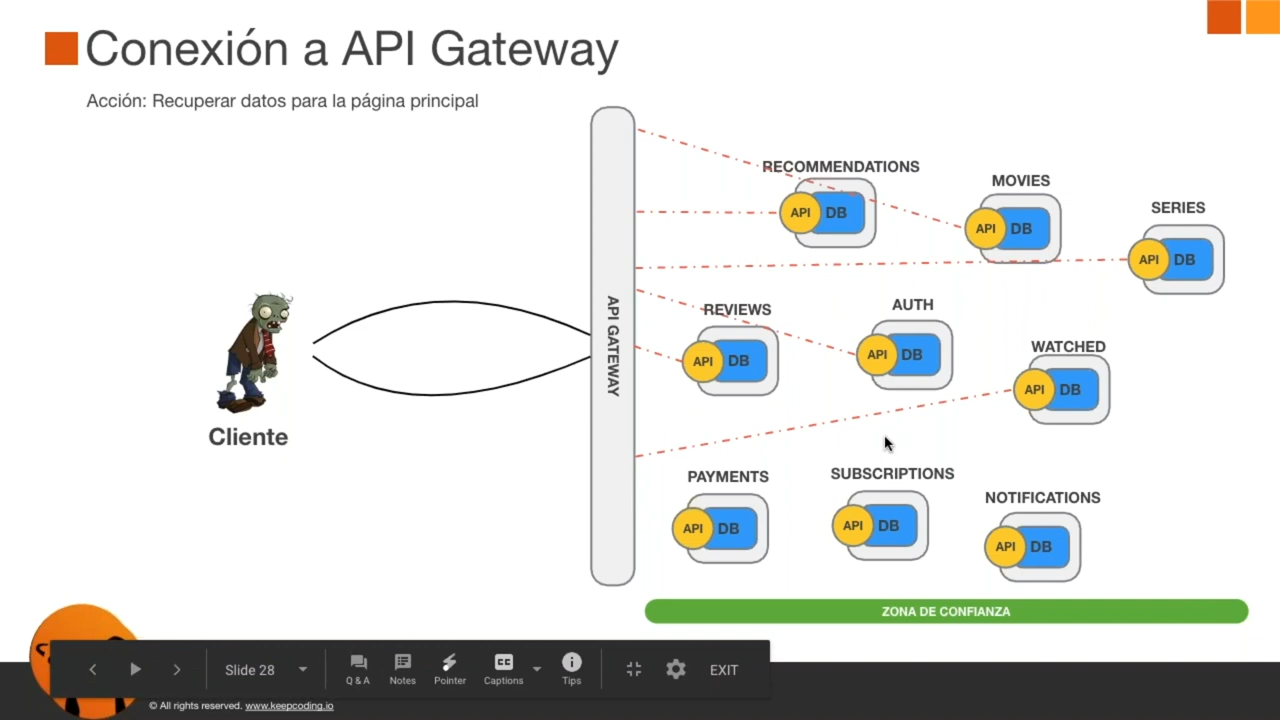 Conexión a API Gateway
Acción: Recuperar datos para la página principal
RECOMMENDATIONS
API DB
MOVIES
API DB
SERIES
API DB
API GATEWAY
REVIEWS
API DB
AUTH
API DB
WATCHED
API DB
Cliente
PAYMENTS
API DB
SUBSCRIPTIONS
API DB
NOTIFICATIONS
API DB
ZONA DE CONFIANZA
Slide 28
Q & A
Notes
Pointer
CC
Captions
Tips
EXIT
© All rights reserved. www.keepcoding.io